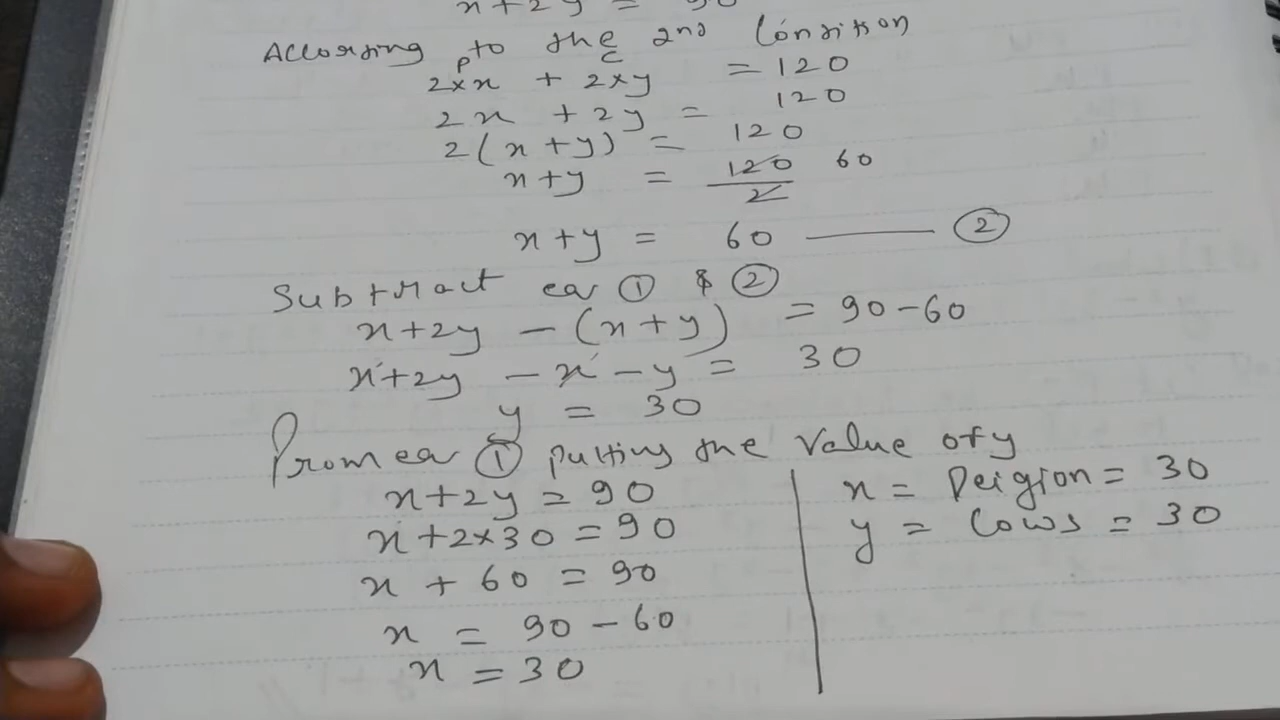 x + 2y = 90
According to the 2nd Condition
P C
2×x + 2×y = 120
2x + 2y = 120
2(x+y) = 120
x+y = 120/2 60
x+y = 60 —— ②
Subtract eq ① & ②
x+2y - (x+y) = 90-60
x+2y - x - y = 30
y = 30
From eq ① putting the value of y
x+2y = 90
x+2×30 = 90
x + 60 = 90
x = 90 - 60
x = 30
x = Peigion = 30
y = Cows = 30